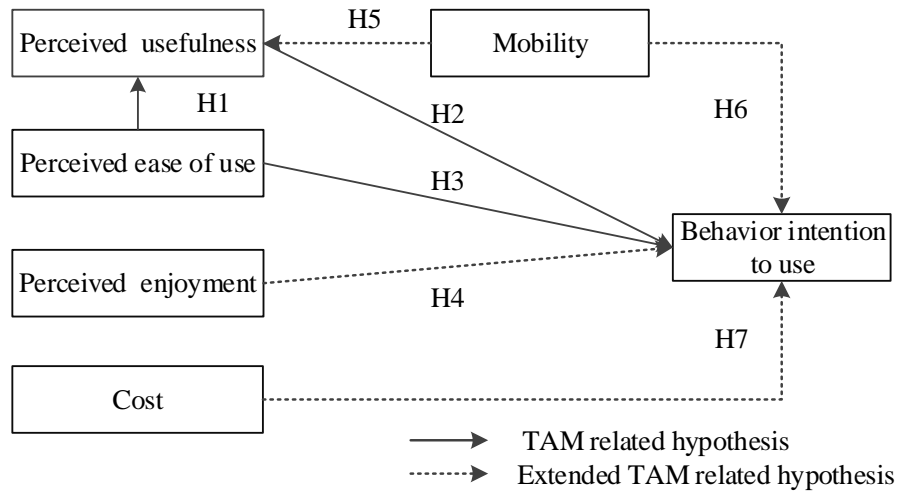 Perceived usefulness
H5
Mobility
H1
H2
H6
Perceived ease of use
H3
Behavior intention
to use
Perceived enjoyment
H4
H7
Cost
TAM related hypothesis
Extended TAM related hypothesis